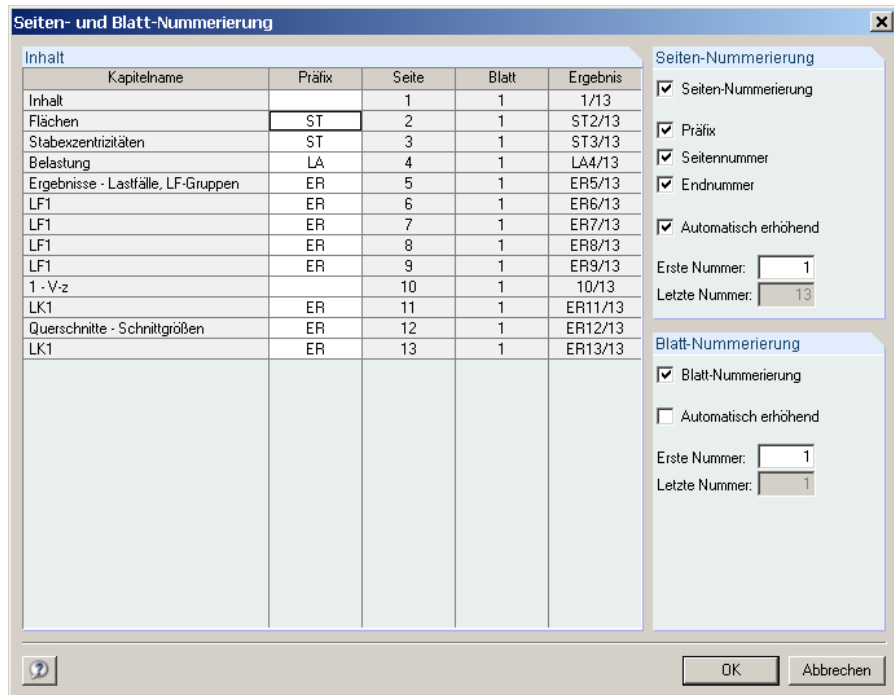 Seiten- und Blatt-Nummerierung
Inhalt
Kapitelname Präfix Seite Blatt Ergebnis
Inhalt 1 1 1/13
Flächen ST 2 1 ST2/13
Stabexzentrizitäten ST 3 1 ST3/13
Belastung LA 4 1 LA4/13
Ergebnisse - Lastfälle, LF-Gruppen ER 5 1 ER5/13
LF1 ER 6 1 ER6/13
LF1 ER 7 1 ER7/13
LF1 ER 8 1 ER8/13
LF1 ER 9 1 ER9/13
1 - V-z 10 1 10/13
LK1 ER 11 1 ER11/13
Querschnitte - Schnittgrößen ER 12 1 ER12/13
LK1 ER 13 1 ER13/13
Seiten-Nummerierung
Seiten-Nummerierung
Präfix
Seitennummer
Endnummer
Automatisch erhöhend
Erste Nummer: 1
Letzte Nummer: 13
Blatt-Nummerierung
Blatt-Nummerierung
Automatisch erhöhend
Erste Nummer: 1
Letzte Nummer: 1
?
OK Abbrechen